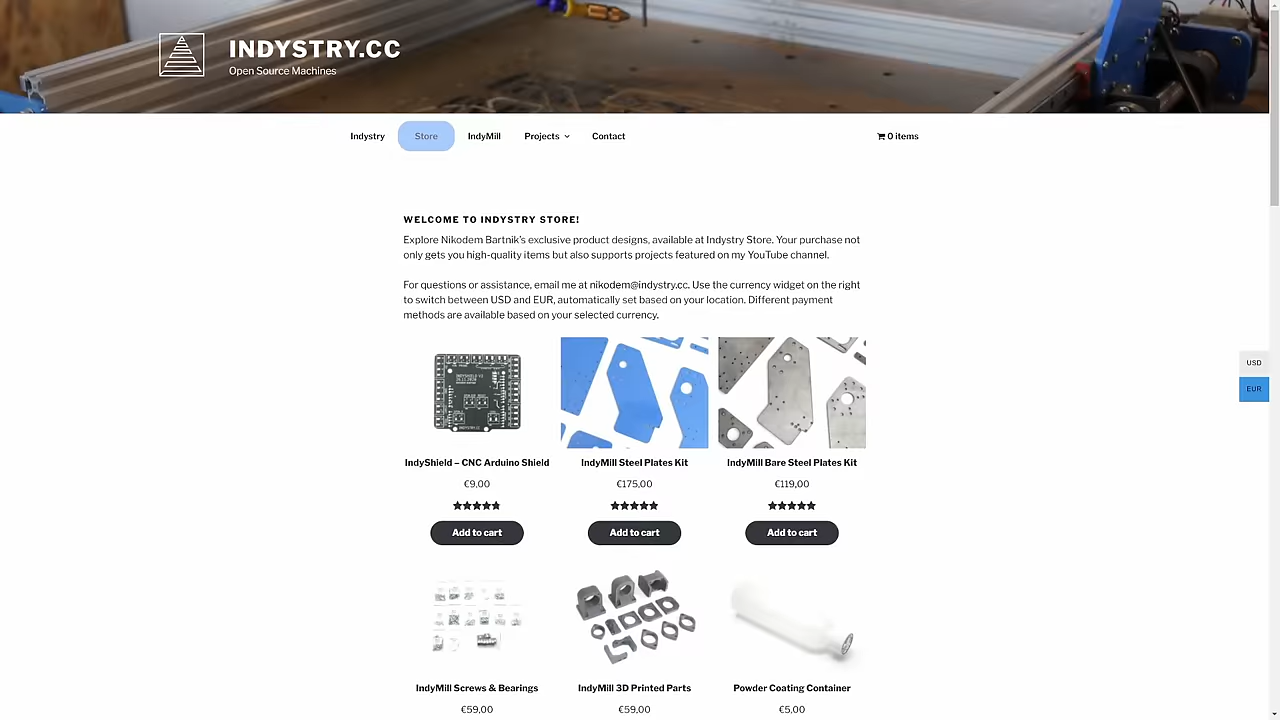 INDYSTRY.CC
Open Source Machines
Indystry
Store
IndyMill
Projects
Contact
0 items
WELCOME TO INDYSTRY STORE!
Explore Nikodem Bartnik's exclusive product designs, available at Indystry Store. Your purchase not
only gets you high-quality items but also supports projects featured on my YouTube channel.
For questions or assistance, email me at nikodem@indystry.cc. Use the currency widget on the right
to switch between USD and EUR, automatically set based on your location. Different payment
methods are available based on your selected currency.
USD
EUR
INDYSHIELD V3
INDYSTRY.CC
IndyShield – CNC Arduino Shield
€9,00
Add to cart
IndyMill Steel Plates Kit
€175,00
Add to cart
IndyMill Bare Steel Plates Kit
€119,00
Add to cart
IndyMill Screws & Bearings
€59,00
IndyMill 3D Printed Parts
€59,00
Powder Coating Container
€5,00